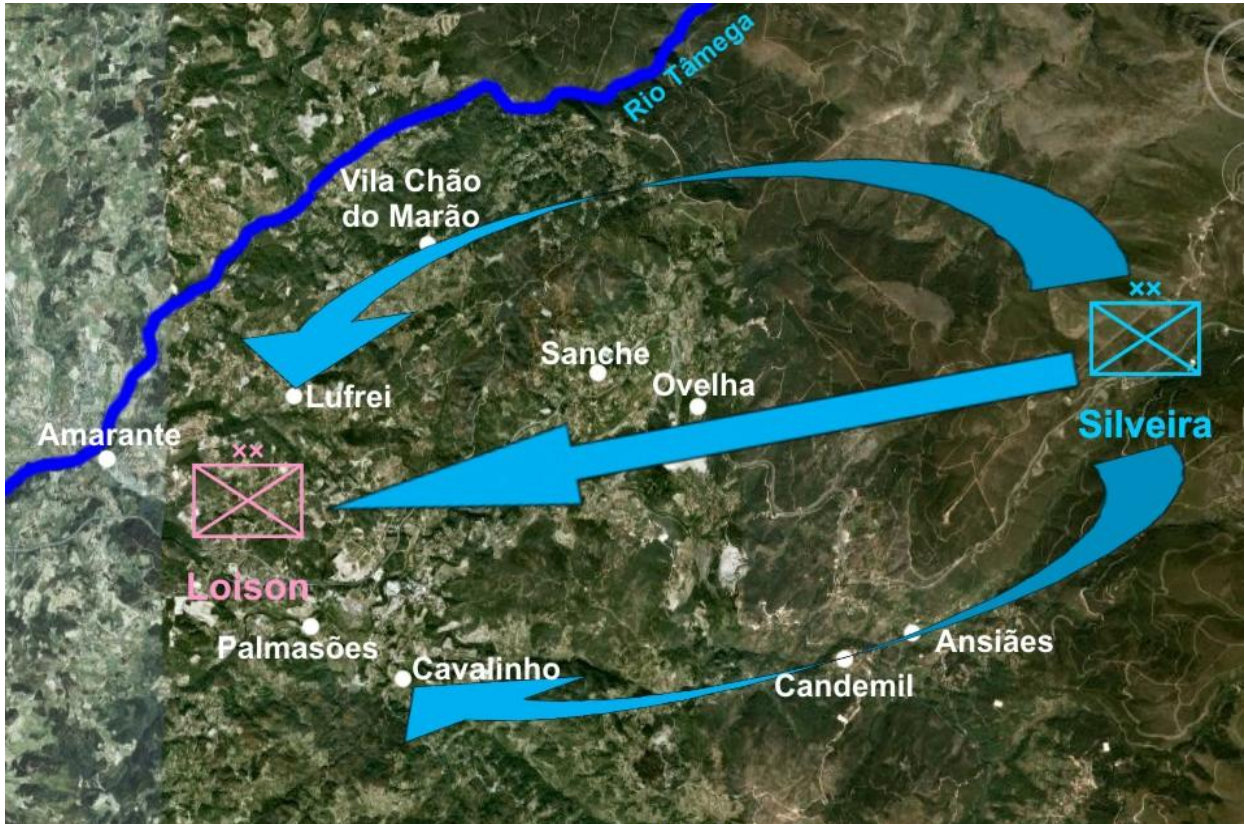 Rio Tâmega
Vila Chão
do Marão
××
Sanche
Ovelha
Lufrei
Silveira
Amarante
××
Loison
Palmasões
Cavalinho
Ansiães
Candemil